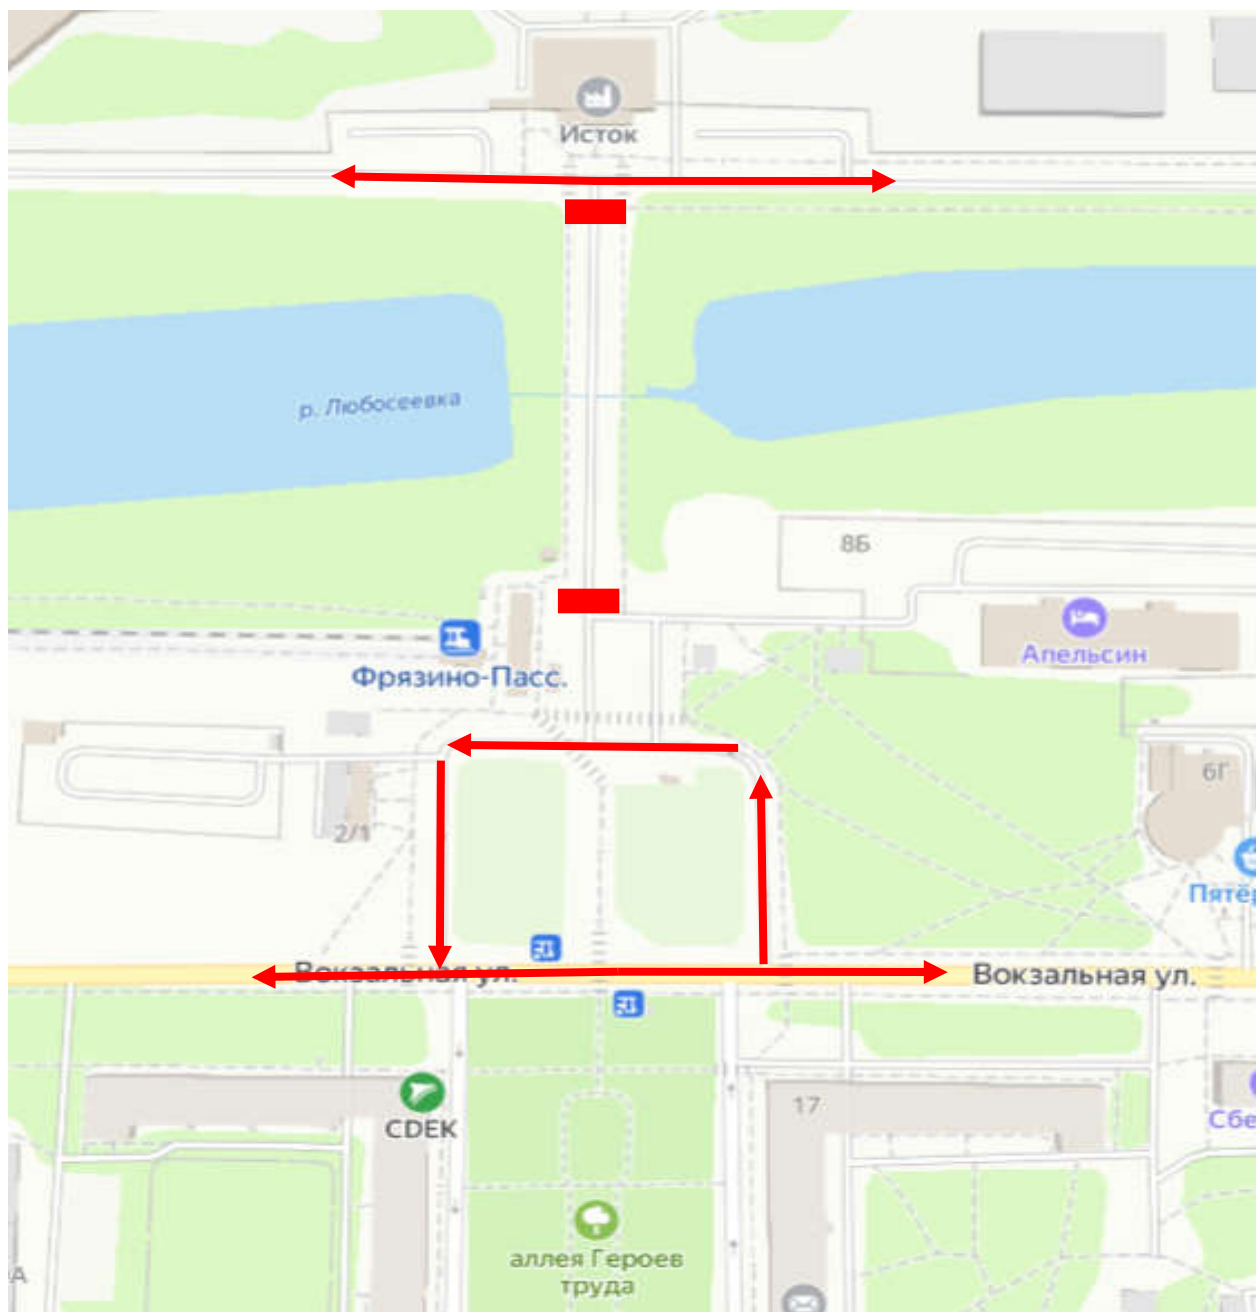 Исток
р. Любосеевка
8Б
Апельсин
Фрязино-Пасс.
6Г
2/1
Пятёр
Вокзальная ул.
Вокзальная ул.
CDEK
17
Сбе
аллея Героев
труда
А